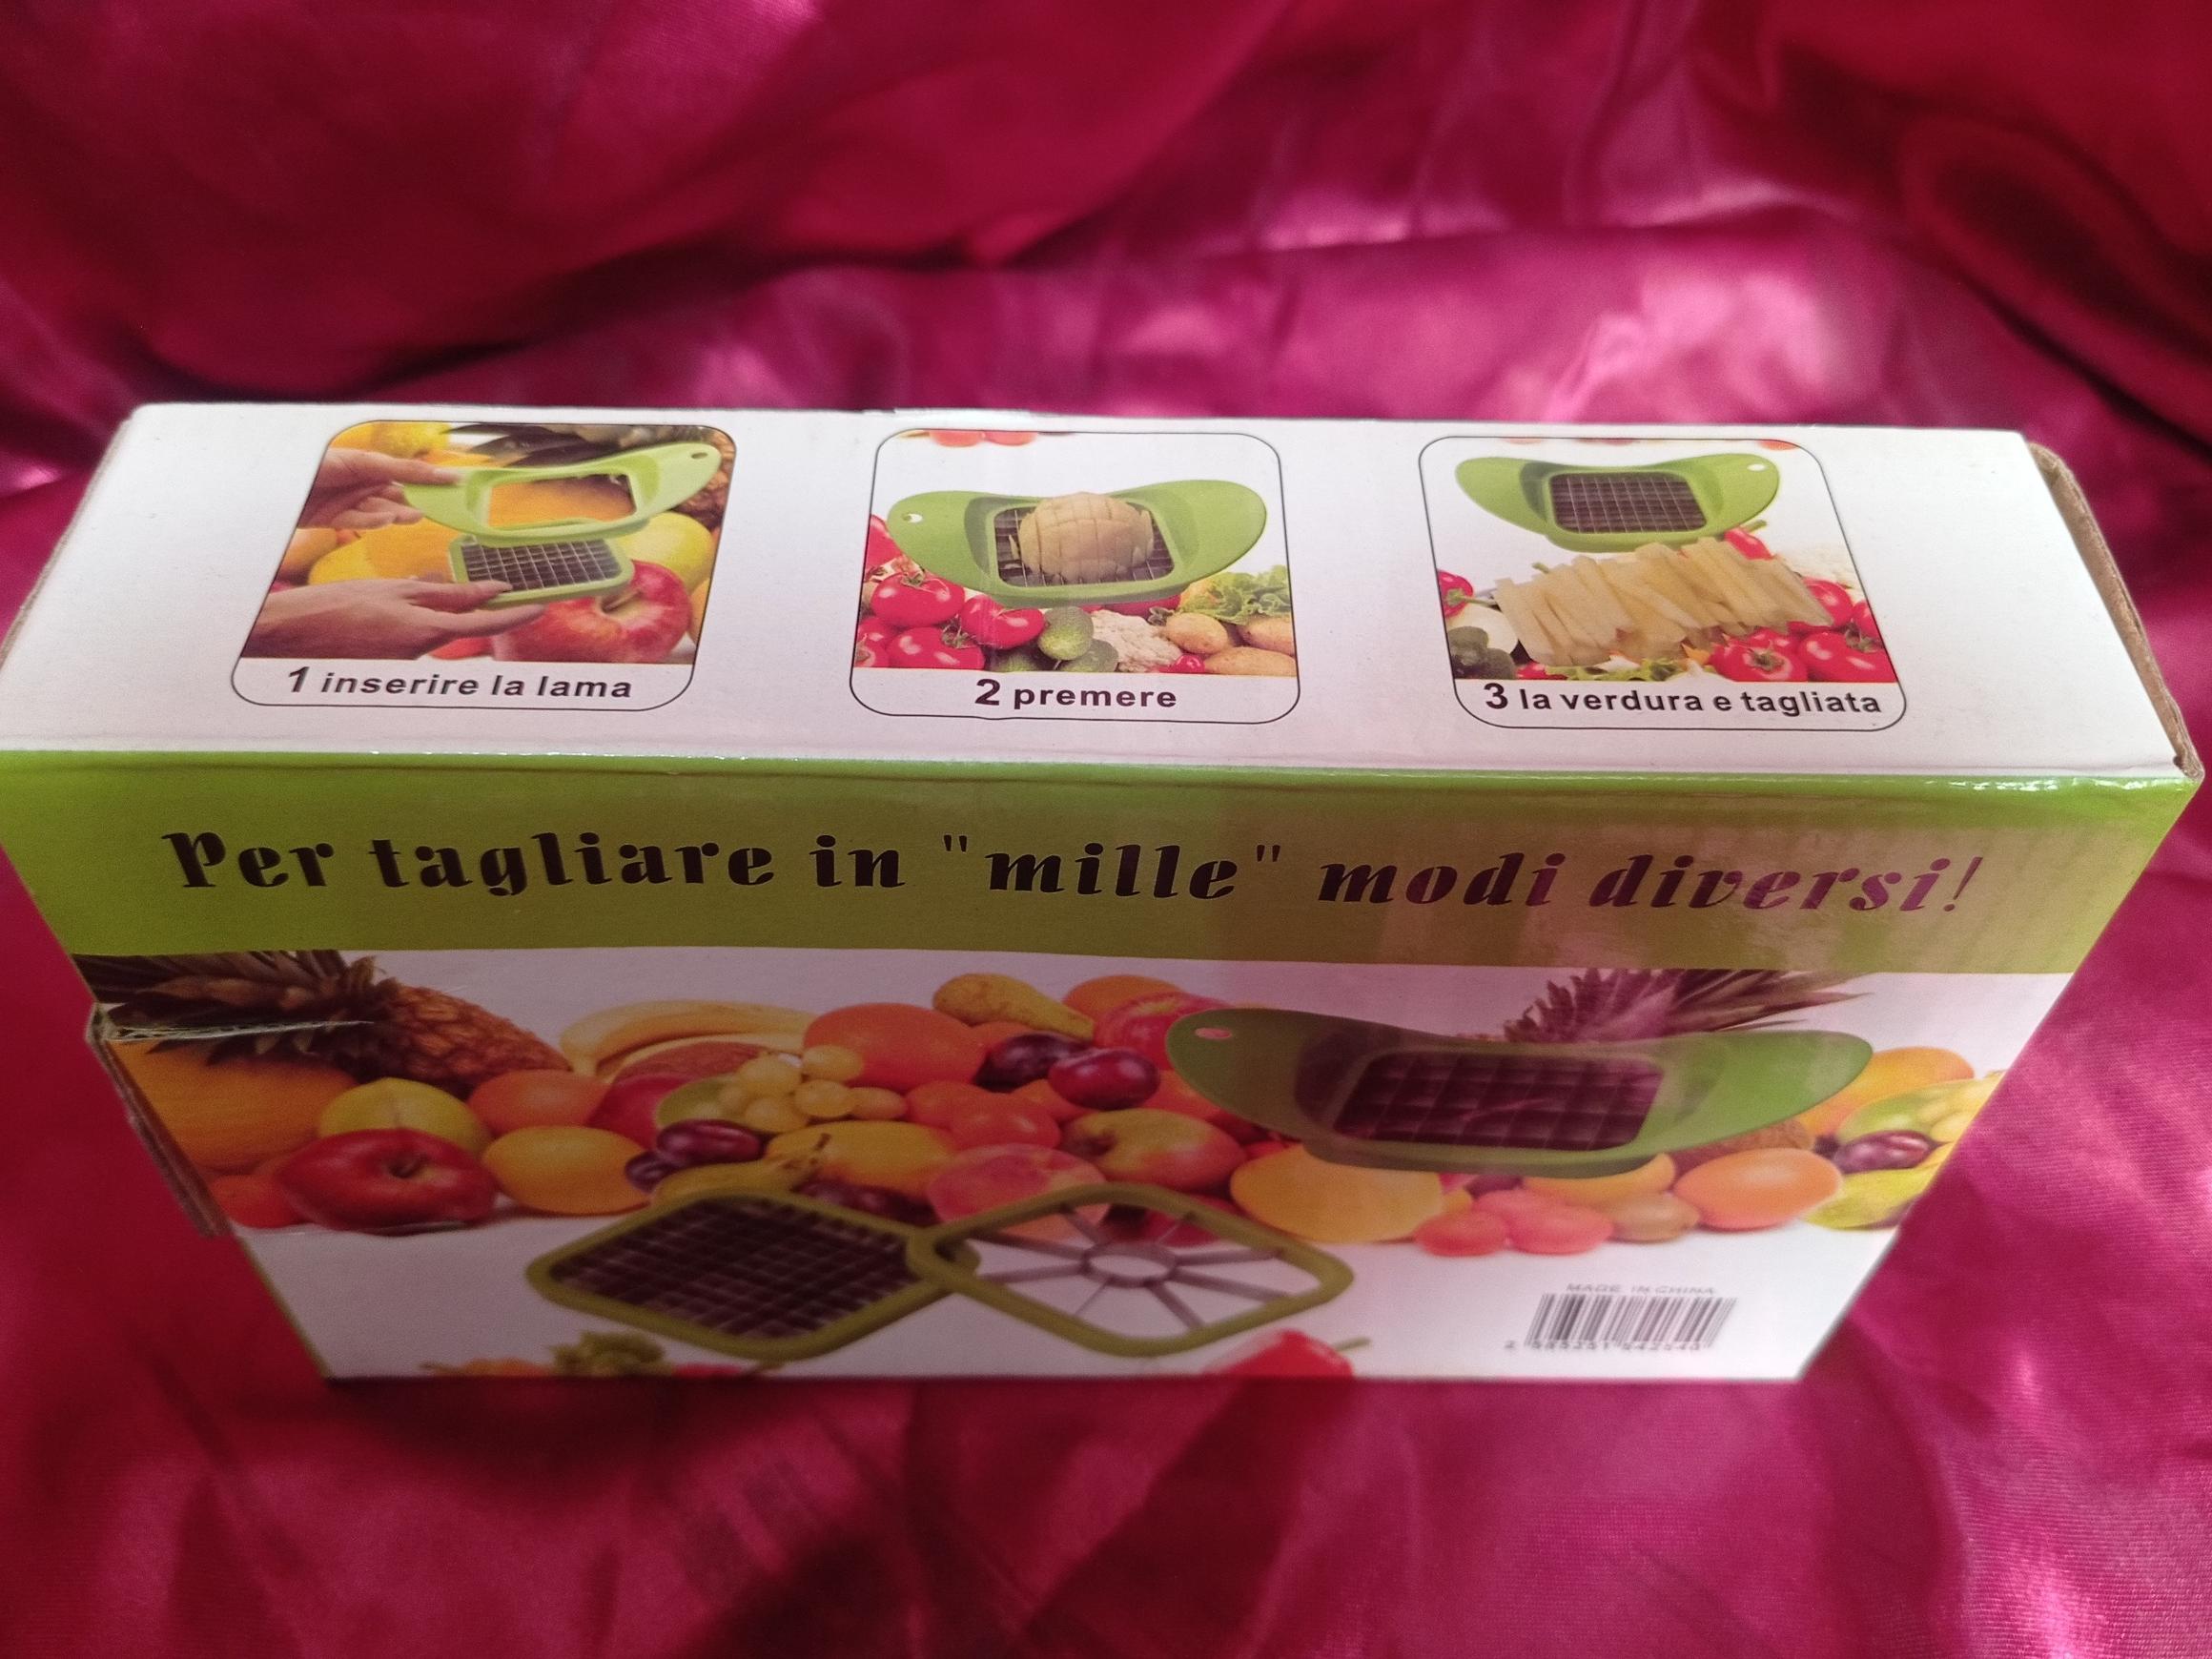 1 inserire la lama
2 premere
3 la verdura e tagliata
Per tagliare in "mille" modi diversi!
MADE IN CHINA